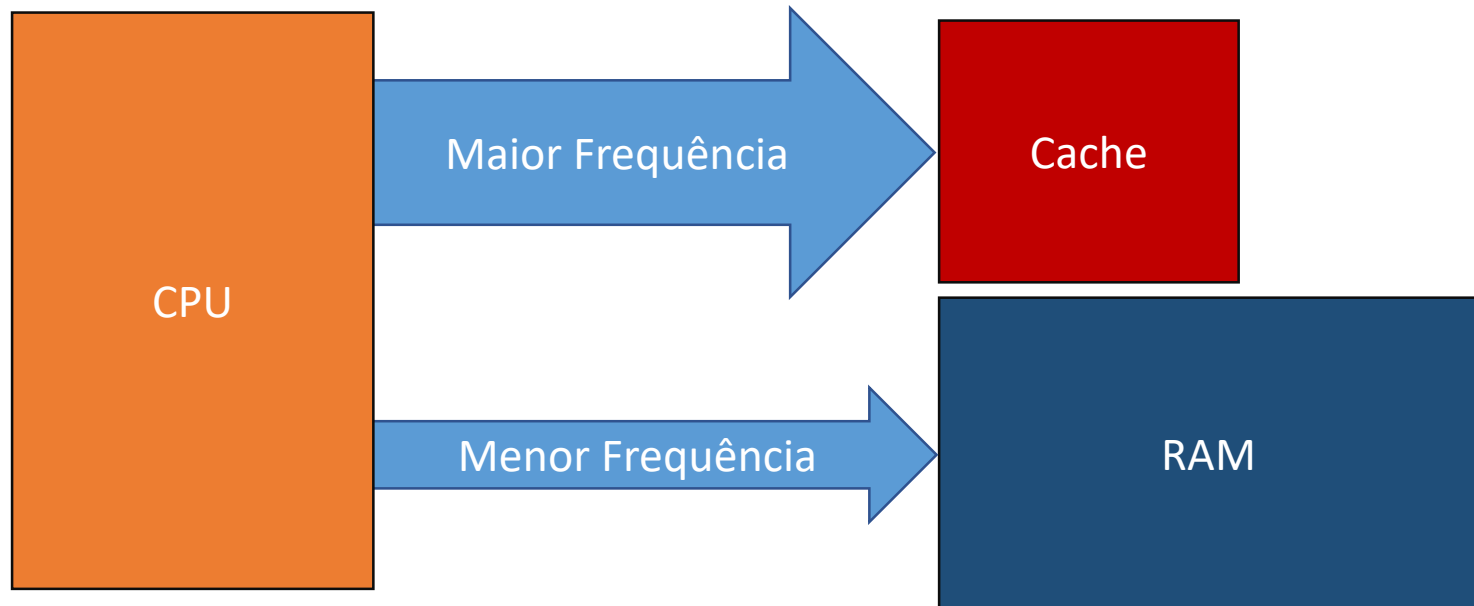 Maior Frequência
Cache
CPU
Menor Frequência
RAM